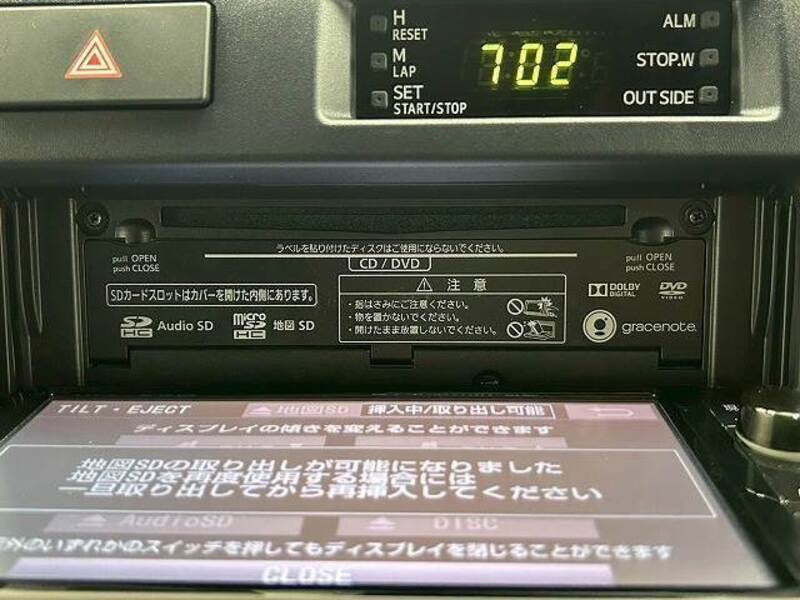 H
RESET
M
LAP
SET
START/STOP
702
ALM
STOP.W
OUT SIDE
ラベルを貼り付けたディスクはご使用にならないでください。
CD / DVD
pull OPEN
push CLOSE
pull OPEN
push CLOSE
SDカードスロットはカバーを開けた内側にあります。
SD HC Audio SD
micro SD HC 地図 SD
注 意
・指はさみにご注意ください。
・物を置かないでください。
・開けたまま放置しないでください。
DOLBY
DIGITAL
DVD
VIDEO
gracenote.
TILT・EJECT
地図SD 挿入中/取り出し可能
ディスプレイの傾きを変えることができます
地図SDの取り出しが可能になりました
地図SDを再度使用する場合には
一旦取り出してから再挿入してください
AudioSD
DISC
外のいずれかのスイッチを押してもディスプレイを閉じることができます
CLOSE
現